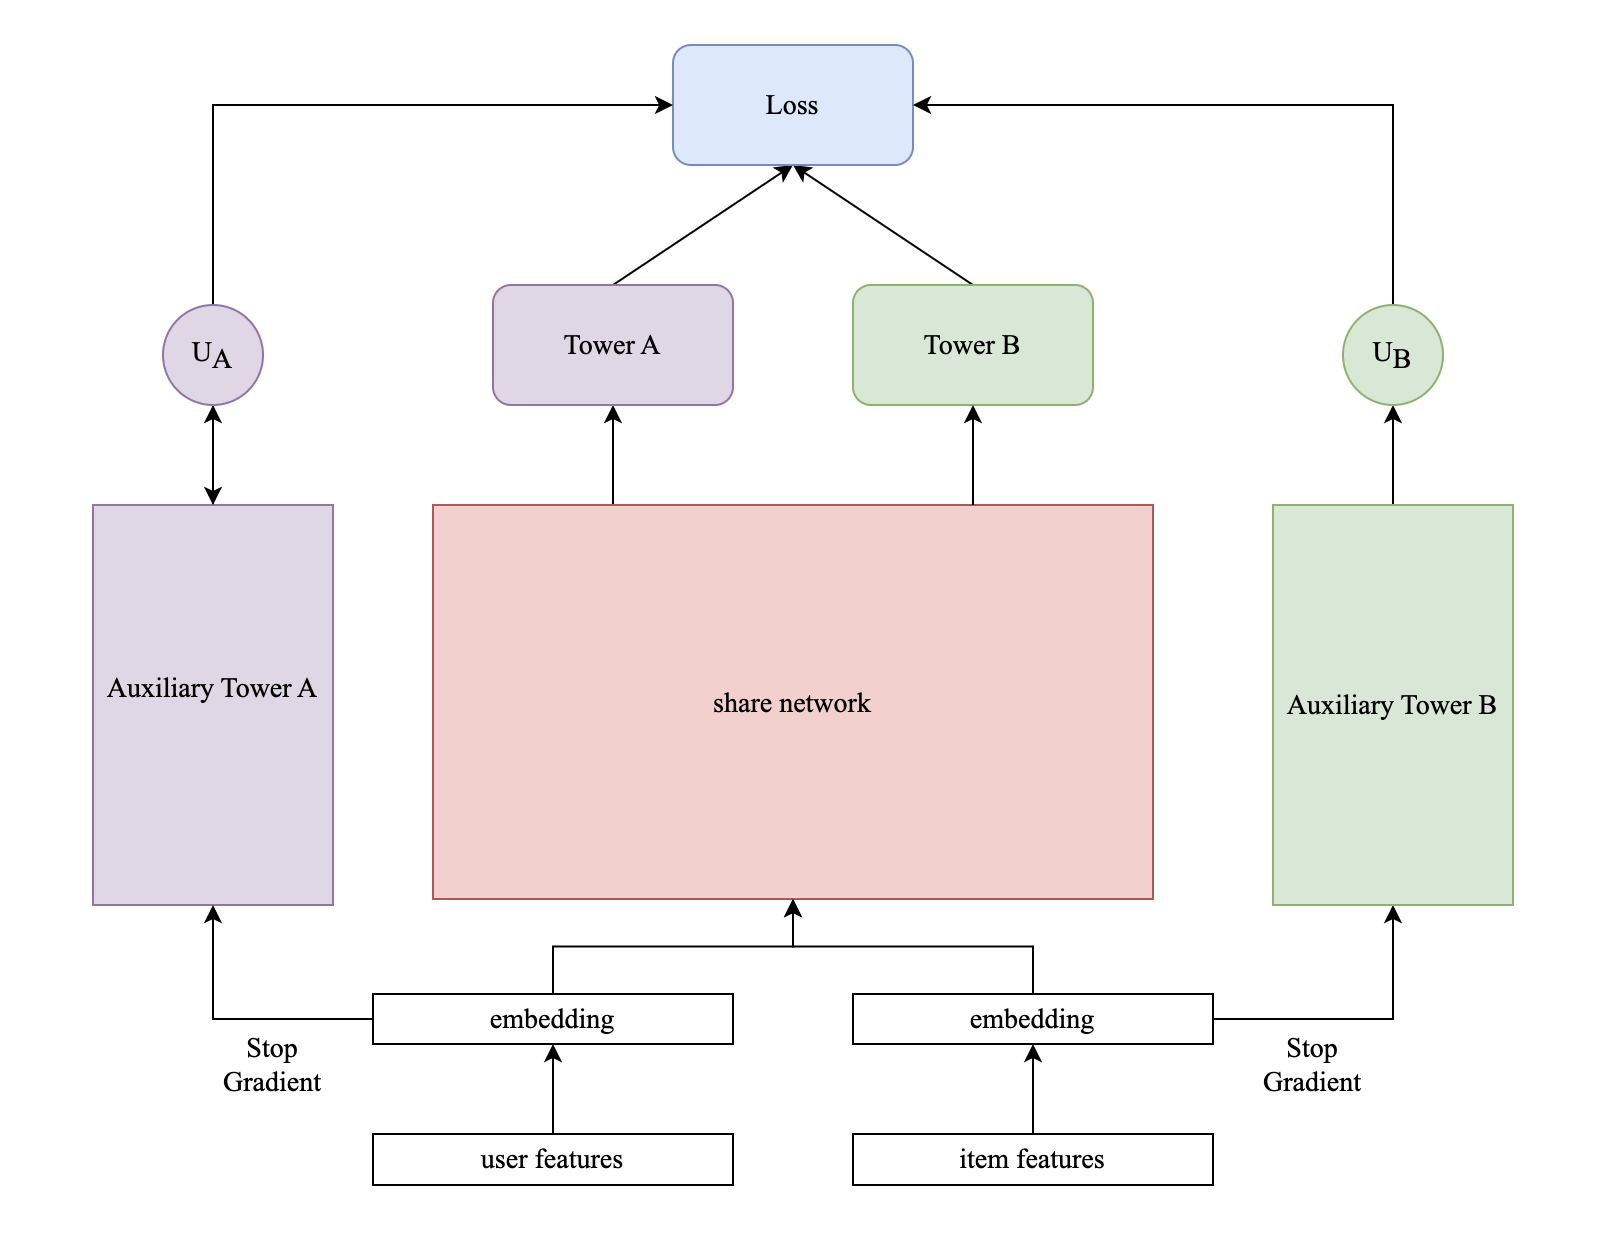 Loss
U_A
Tower A
Tower B
U_B
Auxiliary Tower A
share network
Auxiliary Tower B
embedding
embedding
Stop
Gradient
Stop
Gradient
user features
item features